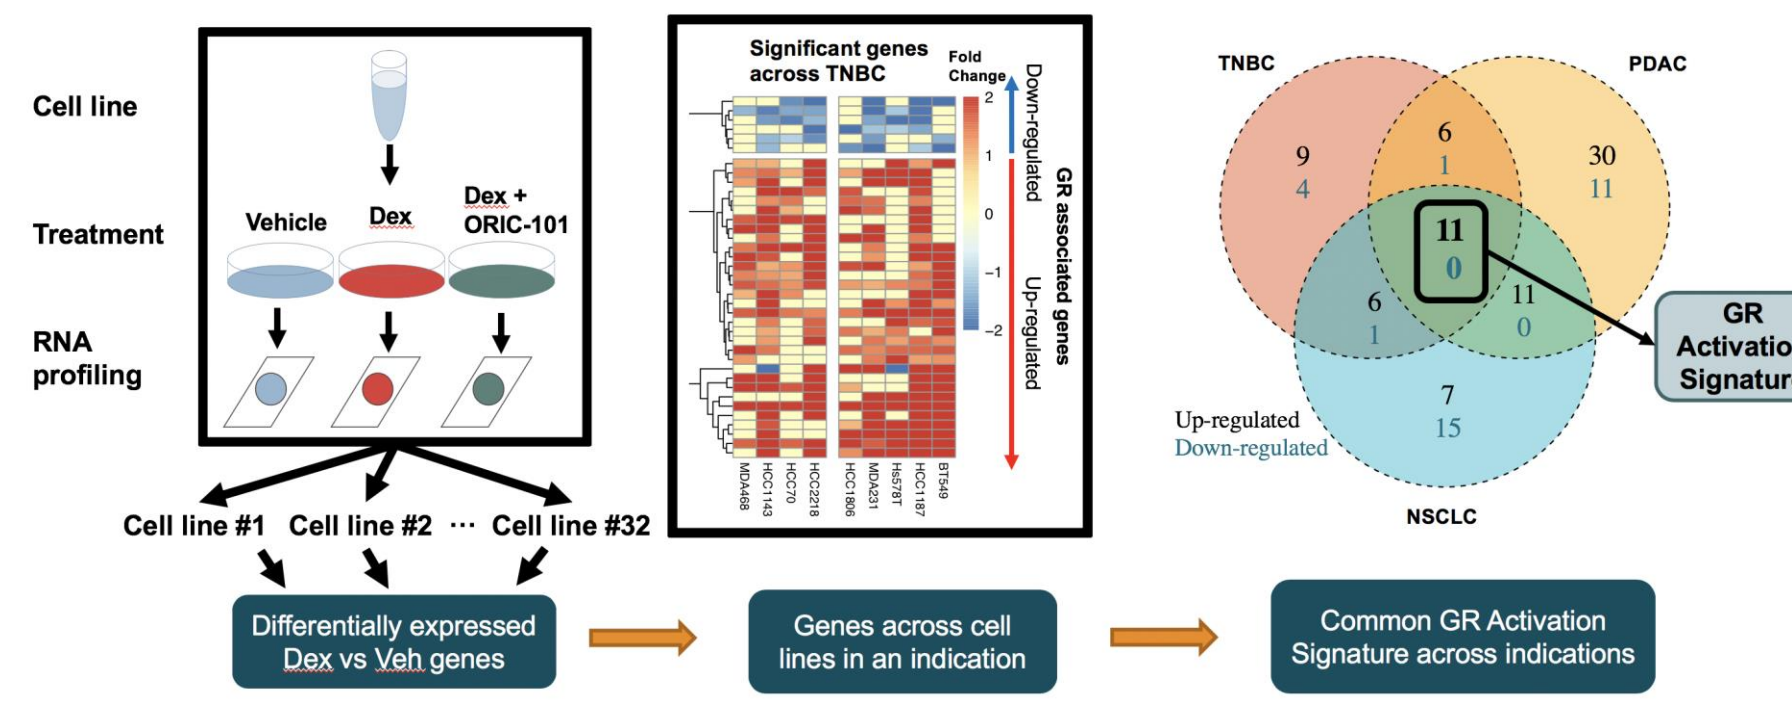 Cell line
Treatment
RNA
profiling
Vehicle
Dex
Dex +
ORIC-101
Cell line #1
Cell line #2
...
Cell line #32
Differentially expressed
Dex vs Veh genes
Significant genes
across TNBC
Fold
Change
2
1
0
−1
−2
Down-regulated
Up-regulated
GR associated genes
MDA468
HCC1143
HCC70
HCC2218
HCC1806
MDA231
Hs578T
HCC1187
BT549
Genes across cell
lines in an indication
TNBC
PDAC
9
4
6
1
30
11
11
0
6
1
11
0
7
15
NSCLC
Up-regulated
Down-regulated
GR
Activatio
Signatur
Common GR Activation
Signature across indications